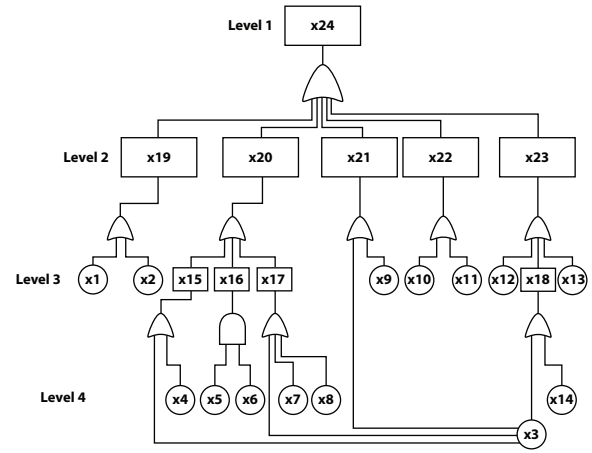 Level 1 x24
Level 2 x19 x20 x21 x22 x23
Level 3 x1 x2 x15 x16 x17 x9 x10 x11 x12 x18 x13
Level 4 x4 x5 x6 x7 x8 x14
x3